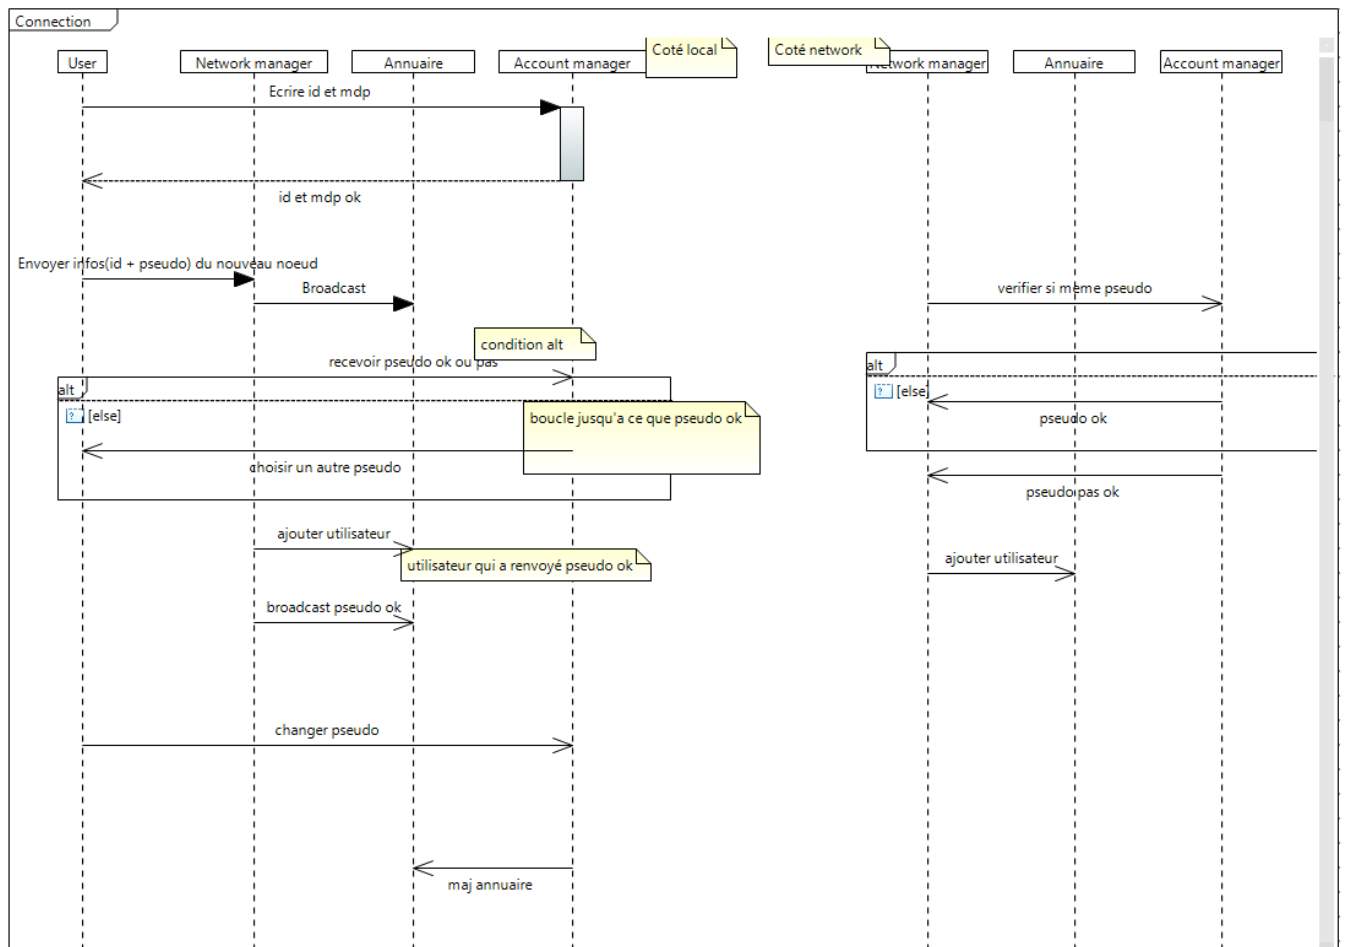 Connection
Coté local
Coté network
User
Network manager
Annuaire
Account manager
Network manager
Annuaire
Account manager
Ecrire id et mdp
id et mdp ok
Envoyer infos(id + pseudo) du nouveau noeud
Broadcast
verifier si même pseudo
condition alt
recevoir pseudo ok ou pas
alt
alt
[else]
[else]
boucle jusqu'a ce que pseudo ok
pseudo ok
choisir un autre pseudo
pseudo pas ok
ajouter utilisateur
utilisateur qui a renvoyé pseudo ok
ajouter utilisateur
broadcast pseudo ok
changer pseudo
maj annuaire